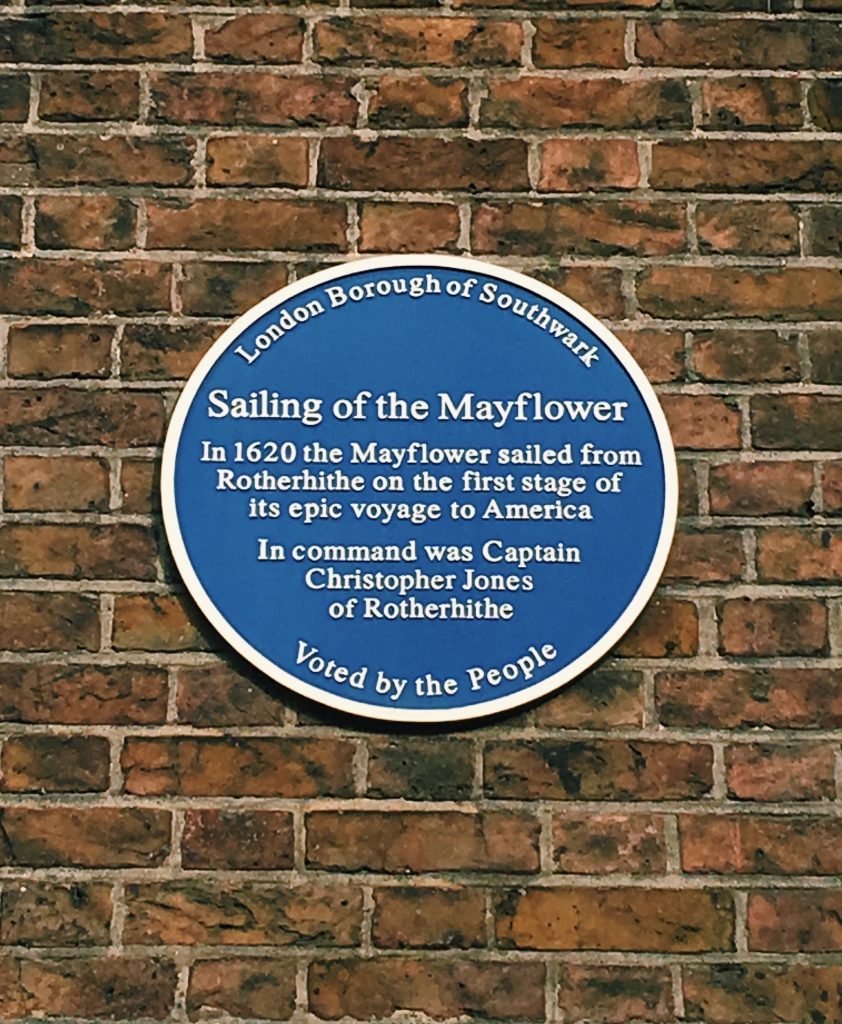 London Borough of Southwark
Sailing of the Mayflower
In 1620 the Mayflower sailed from
Rotherhithe on the first stage of
its epic voyage to America
In command was Captain
Christopher Jones
of Rotherhithe
Voted by the People